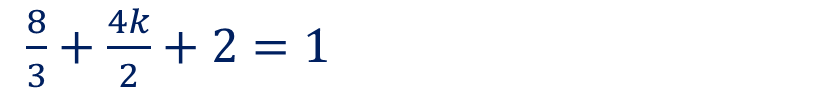 8/3 + 4k/2 + 2 = 1